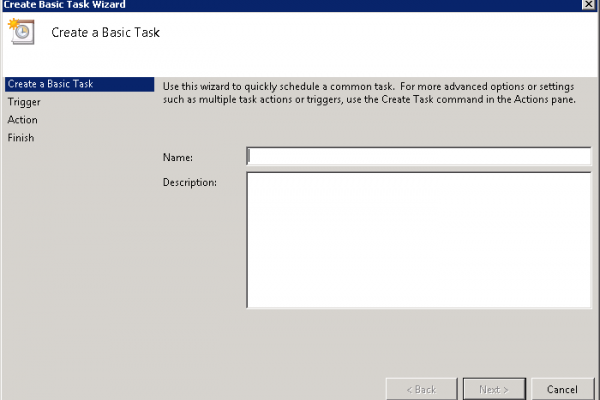 Create Basic Task Wizard
Create a Basic Task
Create a Basic Task
Trigger
Action
Finish
Use this wizard to quickly schedule a common task.  For more advanced options or settings
such as multiple task actions or triggers, use the Create Task command in the Actions pane.
Name:
Description:
< Back
Next >
Cancel